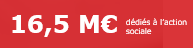 16,5 M€ dédiés à l'action
sociale